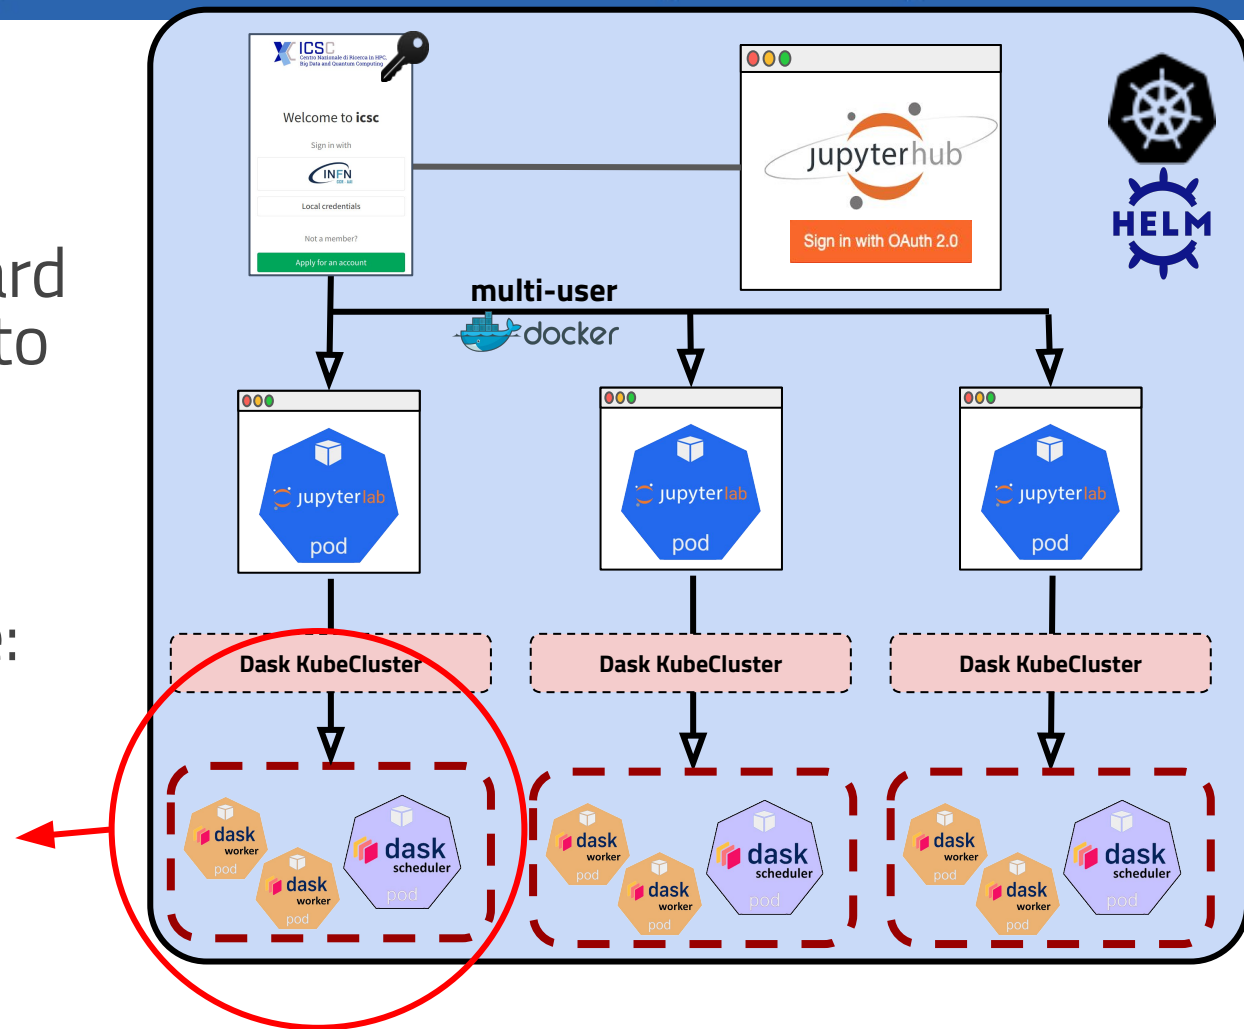 ICSC
Centro Nazionale di Ricerca in HPC,
Big Data and Quantum Computing
Welcome to icsc
Sign in with
INFN
Local credentials
Not a member?
Apply for an account
jupyterhub
Sign in with OAuth 2.0
HELM
ard
to
e:
multi-user
docker
jupyterlab
pod
jupyterlab
pod
jupyterlab
pod
Dask KubeCluster
Dask KubeCluster
Dask KubeCluster
dask
worker
pod
dask
worker
pod
dask
scheduler
pod
dask
worker
pod
dask
worker
pod
dask
scheduler
pod
dask
worker
pod
dask
worker
pod
dask
scheduler
pod